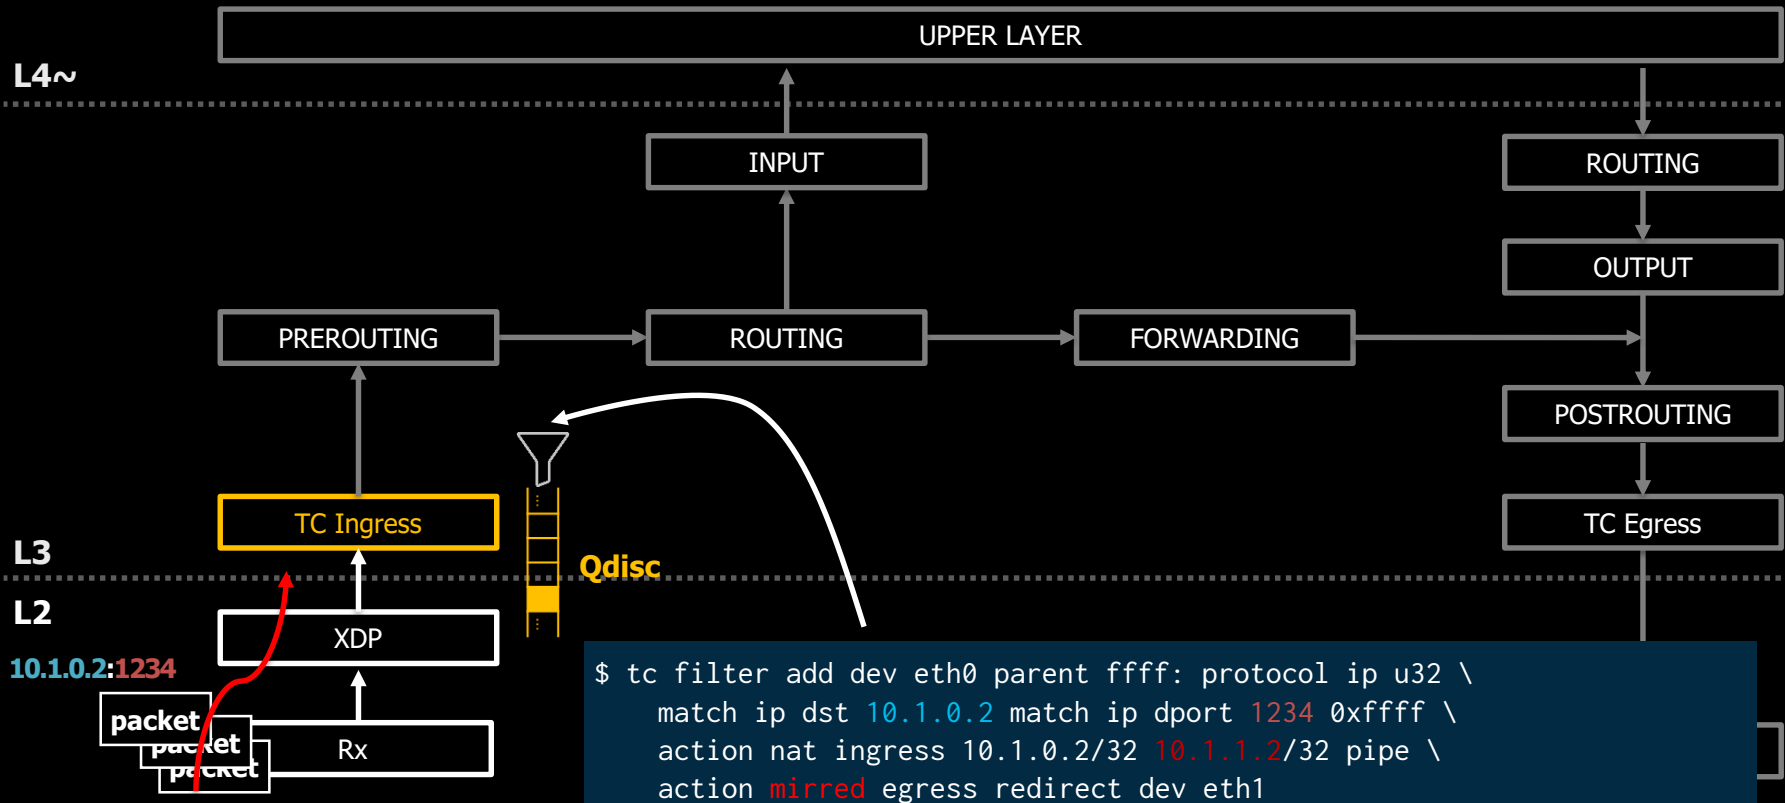 UPPER LAYER
L4~
INPUT
ROUTING
OUTPUT
PREROUTING
ROUTING
FORWARDING
POSTROUTING
TC Ingress
TC Egress
L3
Qdisc
L2
XDP
10.1.0.2:1234
packet
packet
packet
Rx
$ tc filter add dev eth0 parent ffff: protocol ip u32 \
match ip dst 10.1.0.2 match ip dport 1234 0xffff \
action nat ingress 10.1.0.2/32 10.1.1.2/32 pipe \
action mirred egress redirect dev eth1